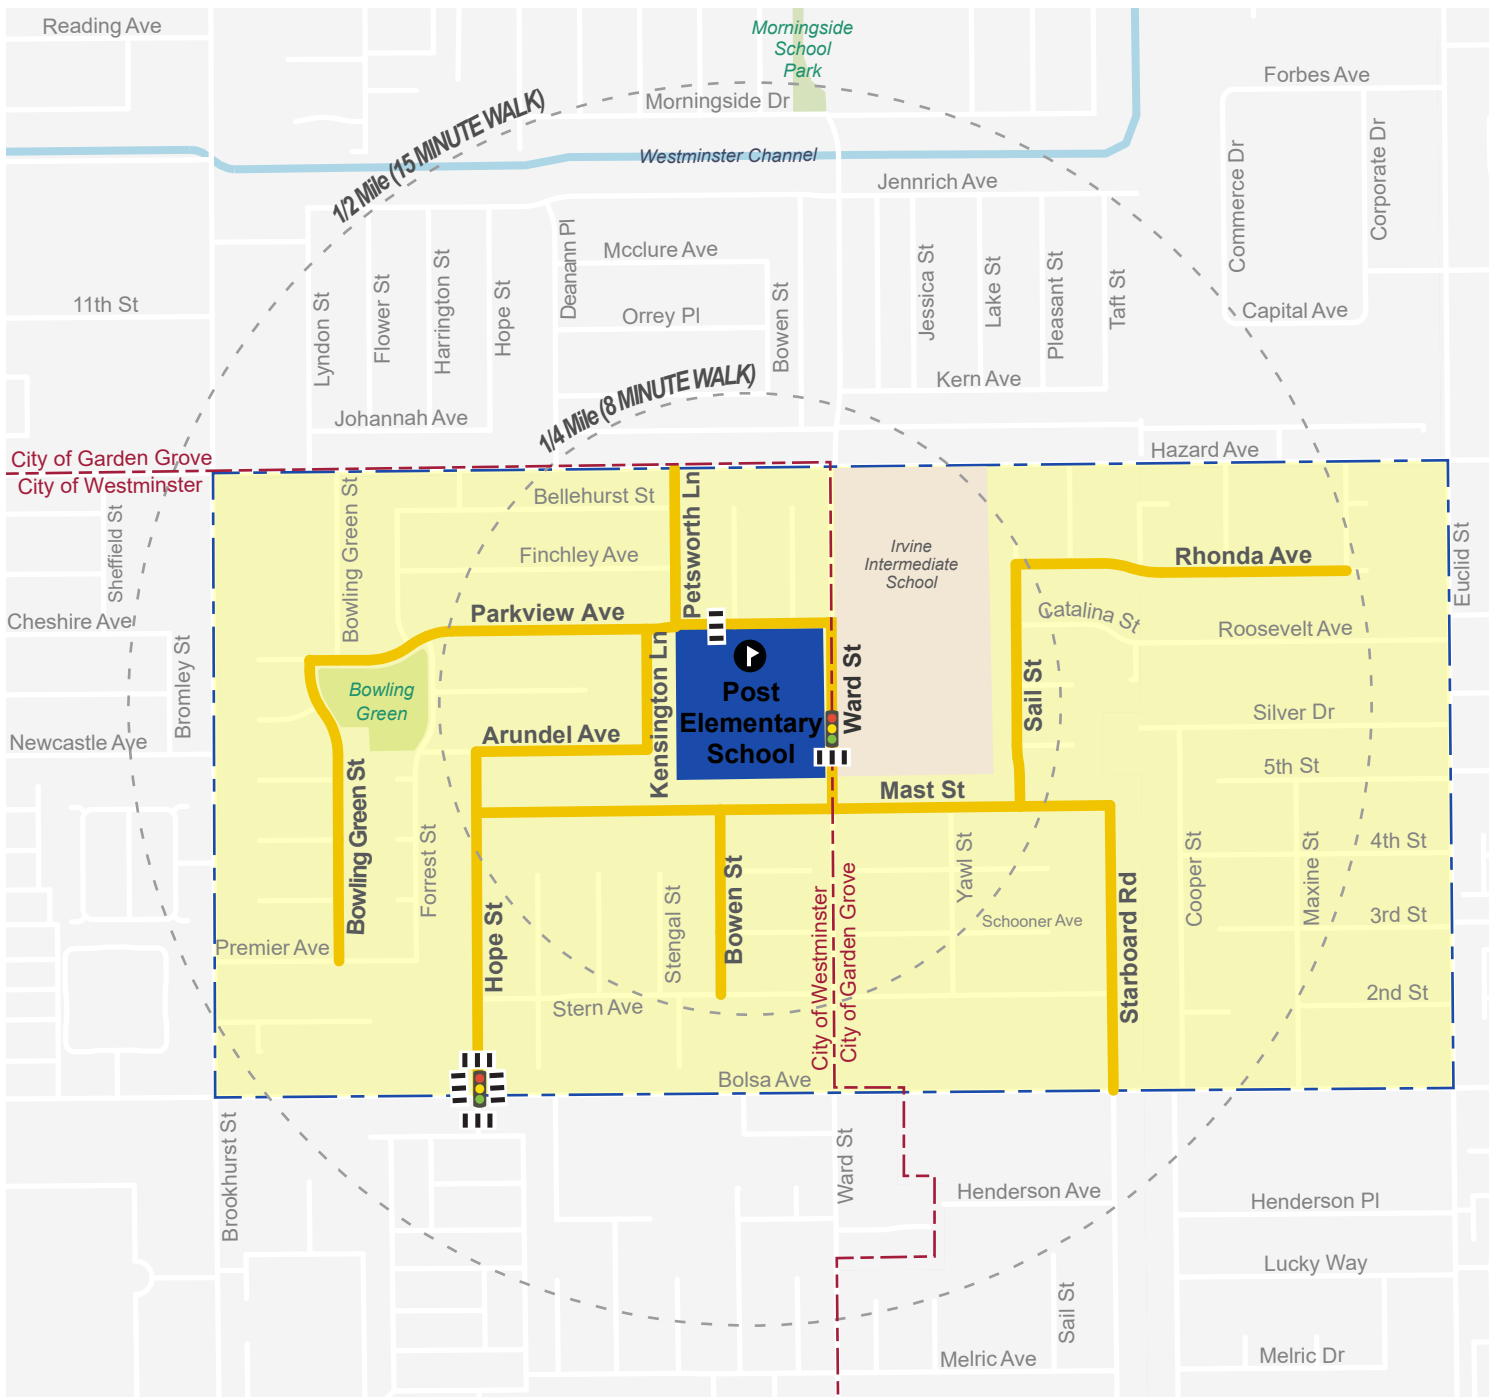 Reading Ave
Morningside
School
Park
Forbes Ave
Morningside Dr
1/2 Mile (15 MINUTE WALK)
Westminster Channel
Commerce Dr
Corporate Dr
Jennrich Ave
Deanann Pl
Mcclure Ave
11th St
Lyndon St
Flower St
Harrington St
Hope St
Orrey Pl
Bowen St
Jessica St
Lake St
Pleasant St
Taft St
Capital Ave
Kern Ave
1/4 Mile (8 MINUTE WALK)
Johannah Ave
Hazard Ave
City of Garden Grove
City of Westminster
Sheffield St
Bowling Green St
Bellehurst St
Petsworth Ln
Irvine
Intermediate
School
Rhonda Ave
Euclid St
Finchley Ave
Cheshire Ave
Parkview Ave
Catalina St
Roosevelt Ave
Bromley St
Bowling
Green
Kensington Ln
Post
Elementary
School
Ward St
Sail St
Silver Dr
Newcastle Ave
Arundel Ave
5th St
Mast St
Bowling Green St
Forrest St
Hope St
Stengal St
Bowen St
City of Westminster
City of Garden Grove
Yawl St
Schooner Ave
Starboard Rd
Cooper St
Maxine St
4th St
3rd St
Premier Ave
2nd St
Stern Ave
Bolsa Ave
Brookhurst St
Ward St
Henderson Ave
Henderson Pl
Lucky Way
Sail St
Melric Ave
Melric Dr